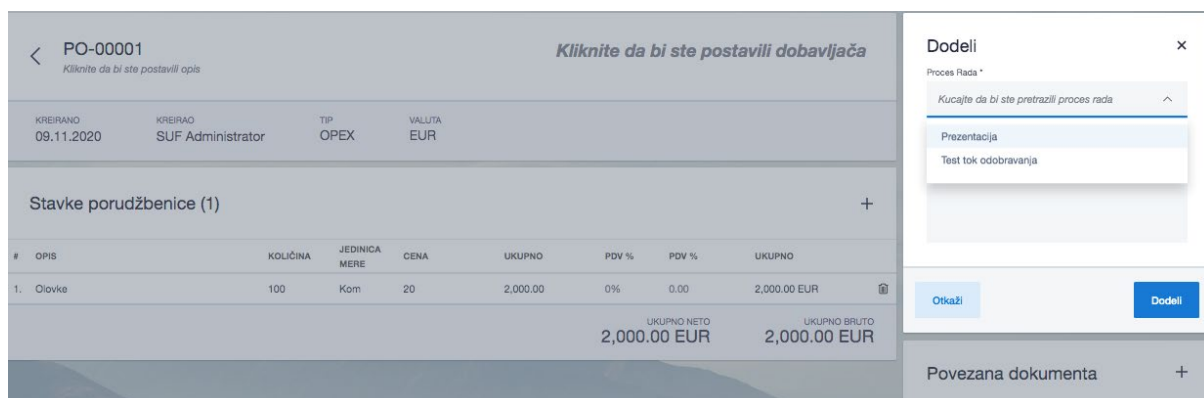 PO-00001
Kliknite da bi ste postavili opis
Kliknite da bi ste postavili dobavljača
KREIRANO KREIRAO TIP VALUTA
09.11.2020 SUF Administrator OPEX EUR
Stavke porudžbenice (1) +
# OPIS KOLIČINA JEDINICA MERE CENA UKUPNO PDV % PDV % UKUPNO
1. Olovke 100 Kom 20 2,000.00 0% 0.00 2,000.00 EUR
UKUPNO NETO UKUPNO BRUTO
2,000.00 EUR 2,000.00 EUR
Dodeli
Proces Rada *
Kucajte da bi ste pretrazili proces rada
Prezentacija
Test tok odobravanja
Otkaži Dodeli
Povezana dokumenta +